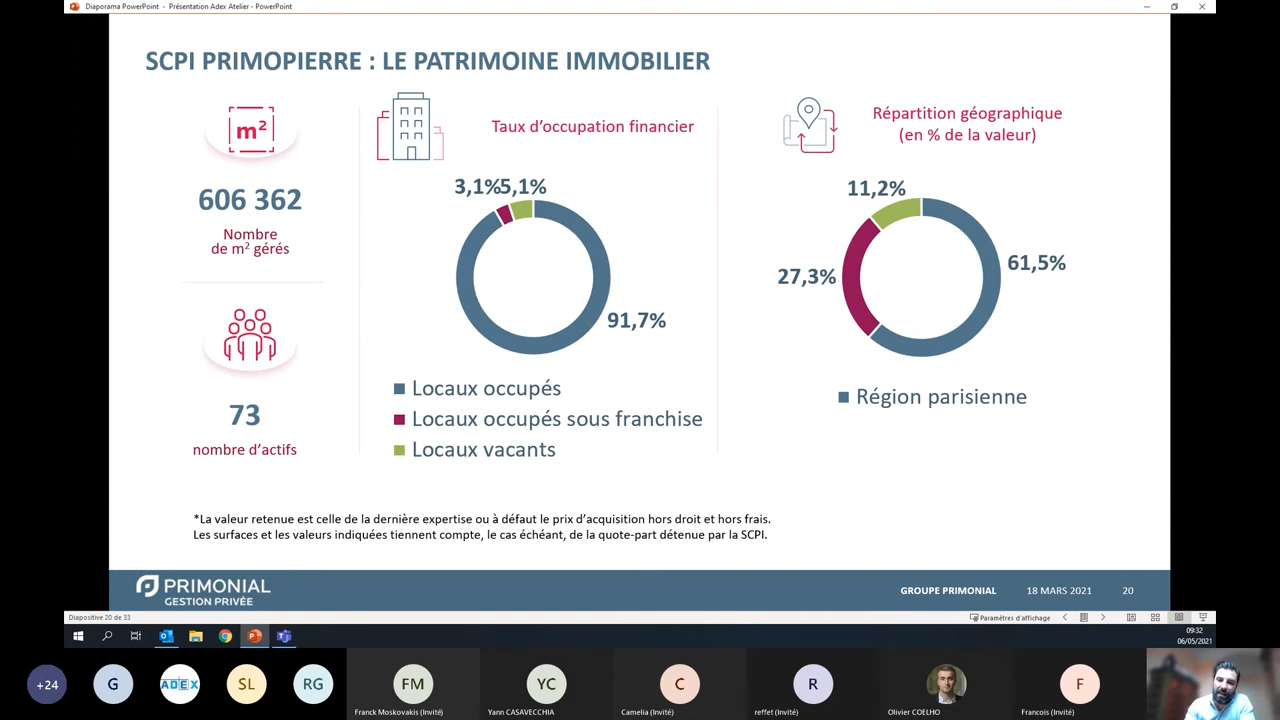 Diaporama PowerPoint - Présentation Adex Atelier - PowerPoint
SCPI PRIMOPIERRE : LE PATRIMOINE IMMOBILIER
m²
606 362
Nombre
de m² gérés
73
nombre d'actifs
Taux d'occupation financier
3,1%
5,1%
91,7%
Locaux occupés
Locaux occupés sous franchise
Locaux vacants
Répartition géographique
(en % de la valeur)
11,2%
27,3%
61,5%
Région parisienne
*La valeur retenue est celle de la dernière expertise ou à défaut le prix d'acquisition hors droit et hors frais.
Les surfaces et les valeurs indiquées tiennent compte, le cas échéant, de la quote-part détenue par la SCPI.
PRIMONIAL
GESTION PRIVÉE
GROUPE PRIMONIAL
18 MARS 2021
20
Diapositive 20 de 33
Paramètres d'affichage
09:32
06/05/2021
+24
G
ADEX
SL
RG
FM
Franck Moskovakis (Invité)
YC
Yann CASAVECCHIA
C
Camelia (Invité)
R
reffet (Invité)
Olivier COELHO
F
Francois (Invité)